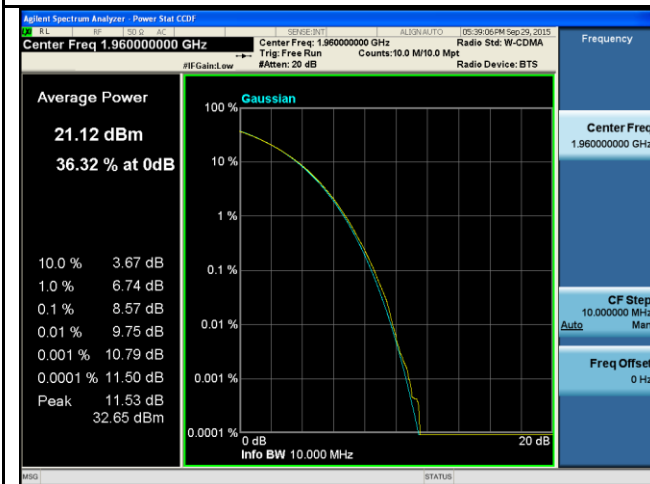 Agilent Spectrum Analyzer - Power Stat CCDF
RL RF 50 Ω AC SENSE:INT ALIGN AUTO 05:39:06 PM Sep 29, 2015
Center Freq 1.960000000 GHz
Center Freq: 1.960000000 GHz Radio Std: W-CDMA
Trig: Free Run Counts:10.0 M/10.0 Mpt
#IFGain:Low #Atten: 20 dB Radio Device: BTS
Frequency
Average Power
21.12 dBm
36.32 % at 0dB
10.0 % 3.67 dB
1.0 % 6.74 dB
0.1 % 8.57 dB
0.01 % 9.75 dB
0.001 % 10.79 dB
0.0001 % 11.50 dB
Peak 11.53 dB
32.65 dBm
Gaussian
100 %
10 %
1 %
0.1 %
0.01 %
0.001 %
0.0001 %
0 dB 20 dB
Info BW 10.000 MHz
Center Freq
1.960000000 GHz
CF Step
10.000000 MHz
Auto Man
Freq Offset
0 Hz
MSG STATUS